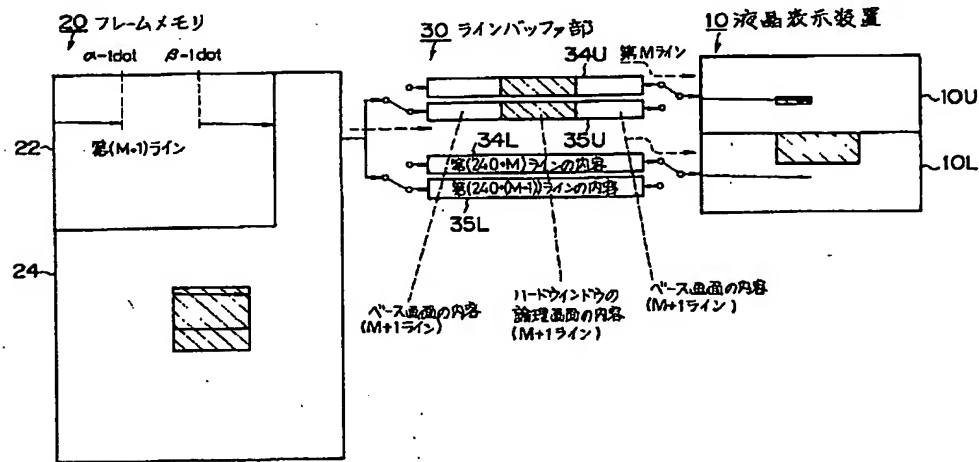 20 フレームメモリ
α-1dot
β-1dot
22
第(M+1)ライン
24
30 ラインバッファ部
34U
第Mライン
35U
34L
第(240+M)ラインの内容
第(240+(M+1))ラインの内容
35L
ベース画面の内容
(M+1ライン)
ハードウインドウの
論理画面の内容
(M+1ライン)
ベース画面の内容
(M+1ライン)
10 液晶表示装置
10U
10L